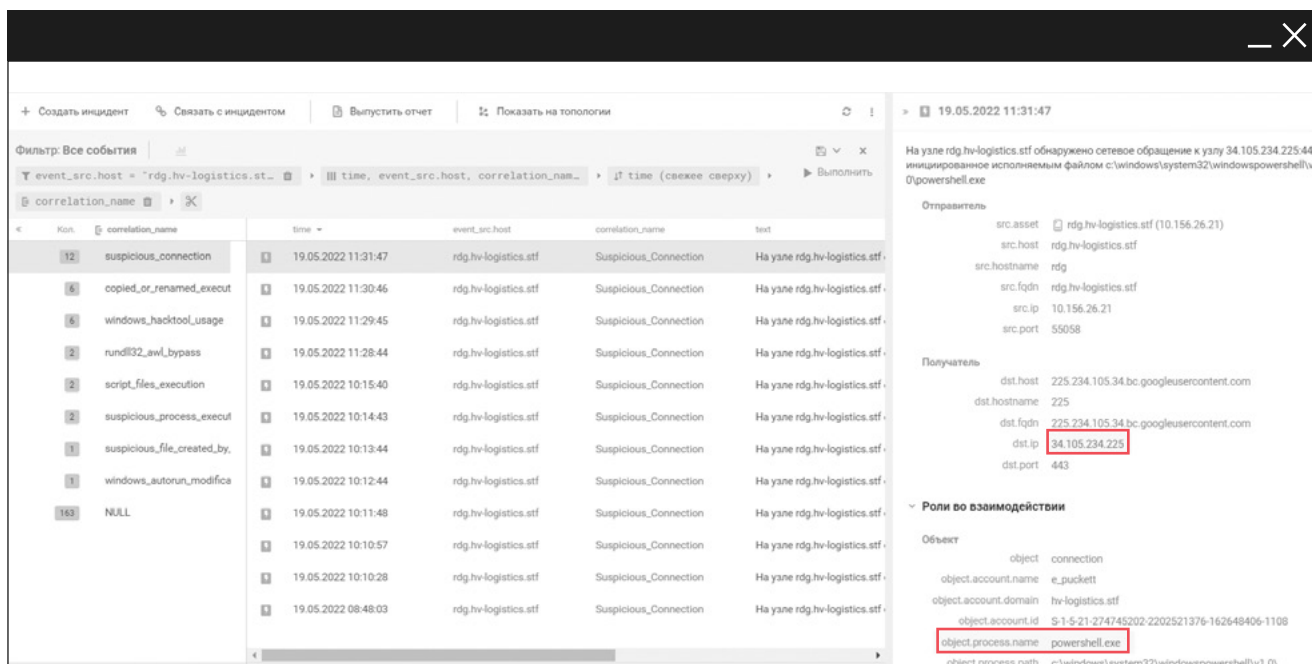 + Создать инцидент Связать с инцидентом Выпустить отчет Показать на топологии
Фильтр: Все события
event_src.host = "rdg.hv-logistics.st… time, event_src.host, correlation_nam… time (свежее сверху) Выполнить
correlation_name
Кол. correlation_name
12 suspicious_connection
6 copied_or_renamed_execut
6 windows_hacktool_usage
2 rundll32_awl_bypass
2 script_files_execution
2 suspicious_process_execut
1 suspicious_file_created_by_
1 windows_autorun_modifica
163 NULL
time event_src.host correlation_name text
19.05.2022 11:31:47 rdg.hv-logistics.stf Suspicious_Connection На узле rdg.hv-logistics.stf
19.05.2022 11:30:46 rdg.hv-logistics.stf Suspicious_Connection На узле rdg.hv-logistics.stf
19.05.2022 11:29:45 rdg.hv-logistics.stf Suspicious_Connection На узле rdg.hv-logistics.stf
19.05.2022 11:28:44 rdg.hv-logistics.stf Suspicious_Connection На узле rdg.hv-logistics.stf
19.05.2022 10:15:40 rdg.hv-logistics.stf Suspicious_Connection На узле rdg.hv-logistics.stf
19.05.2022 10:14:43 rdg.hv-logistics.stf Suspicious_Connection На узле rdg.hv-logistics.stf
19.05.2022 10:13:44 rdg.hv-logistics.stf Suspicious_Connection На узле rdg.hv-logistics.stf
19.05.2022 10:12:44 rdg.hv-logistics.stf Suspicious_Connection На узле rdg.hv-logistics.stf
19.05.2022 10:11:48 rdg.hv-logistics.stf Suspicious_Connection На узле rdg.hv-logistics.stf
19.05.2022 10:10:57 rdg.hv-logistics.stf Suspicious_Connection На узле rdg.hv-logistics.stf
19.05.2022 10:10:28 rdg.hv-logistics.stf Suspicious_Connection На узле rdg.hv-logistics.stf
19.05.2022 08:48:03 rdg.hv-logistics.stf Suspicious_Connection На узле rdg.hv-logistics.stf
19.05.2022 11:31:47
На узле rdg.hv-logistics.stf обнаружено сетевое обращение к узлу 34.105.234.225:44
инициированное исполняемым файлом c:\windows\system32\windowspowershell\v
0\powershell.exe
Отправитель
src.asset rdg.hv-logistics.stf (10.156.26.21)
src.host rdg.hv-logistics.stf
src.hostname rdg
src.fqdn rdg.hv-logistics.stf
src.ip 10.156.26.21
src.port 55058
Получатель
dst.host 225.234.105.34.bc.googleusercontent.com
dst.hostname 225
dst.fqdn 225.234.105.34.bc.googleusercontent.com
dst.ip 34.105.234.225
dst.port 443
Роли во взаимодействии
Объект
object connection
object.account.name e_puckett
object.account.domain hv-logistics.stf
object.account.id S-1-5-21-274745202-2202521376-162648406-1108
object.process.name powershell.exe
object.process.path c:\windows\system32\windowspowershell\v1.0\